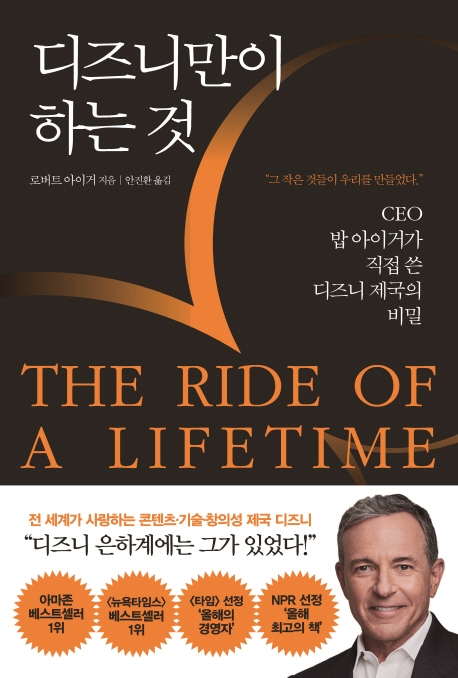 디즈니만이
하는 것
로버트 아이거 지음 | 안진환 옮김
"그 작은 것들이 우리를 만들었다."
CEO
밥 아이거가
직접 쓴
디즈니 제국의
비밀
THE RIDE OF
A LIFETIME
전 세계가 사랑하는 콘텐츠·기술·창의성 제국 디즈니
“디즈니 은하계에는 그가 있었다!”
아마존
베스트셀러
1위
〈뉴욕타임스〉
베스트셀러
1위
〈타임〉 선정
‘올해의
경영자’
NPR 선정
‘올해
최고의 책’